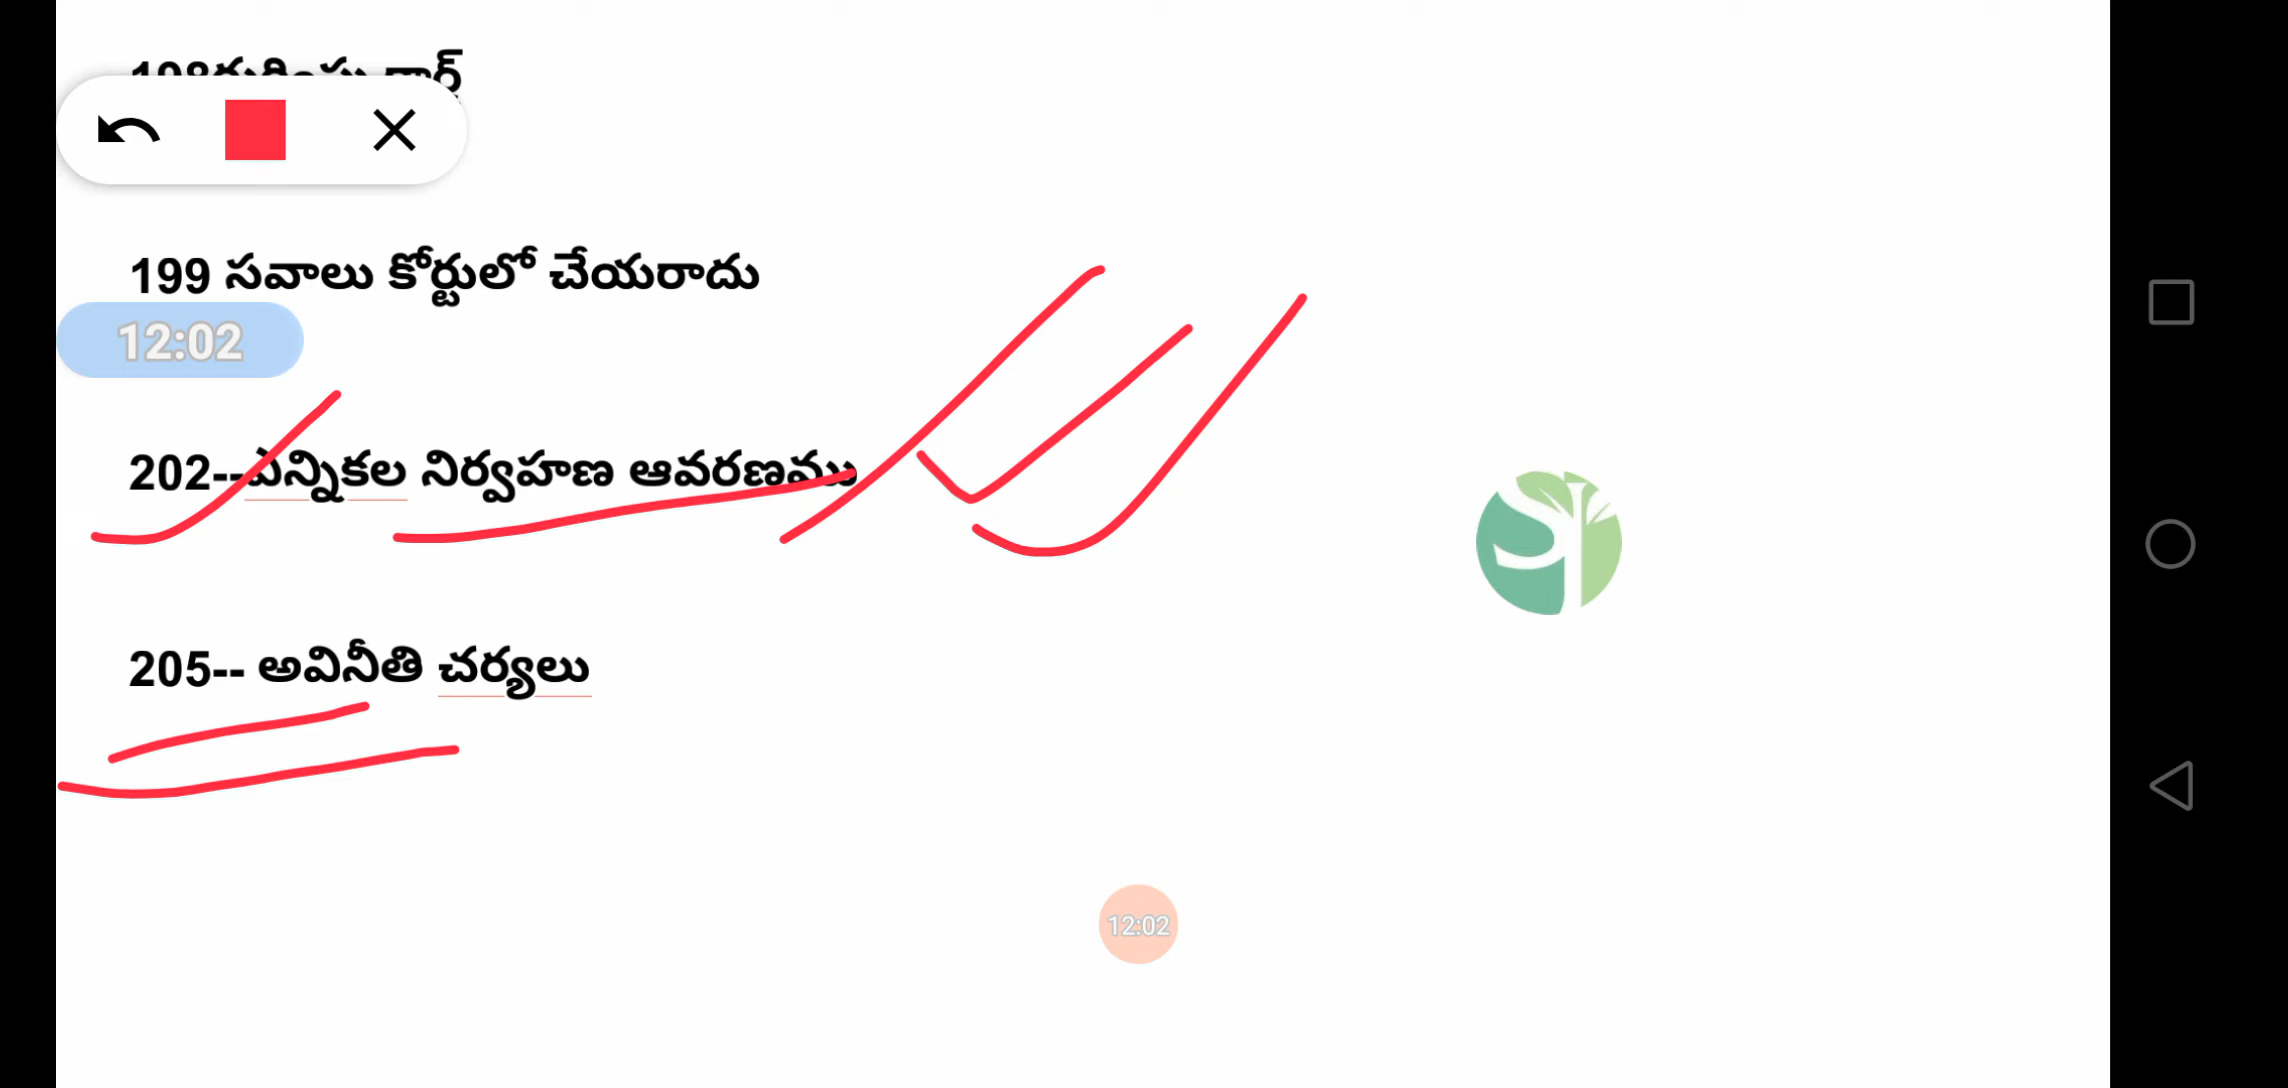 199 సవాలు కోర్టులో చేయరాదు
12:02
202--ఎన్నికల నిర్వహణ ఆవరణము
205-- అవినీతి చర్యలు
12:02